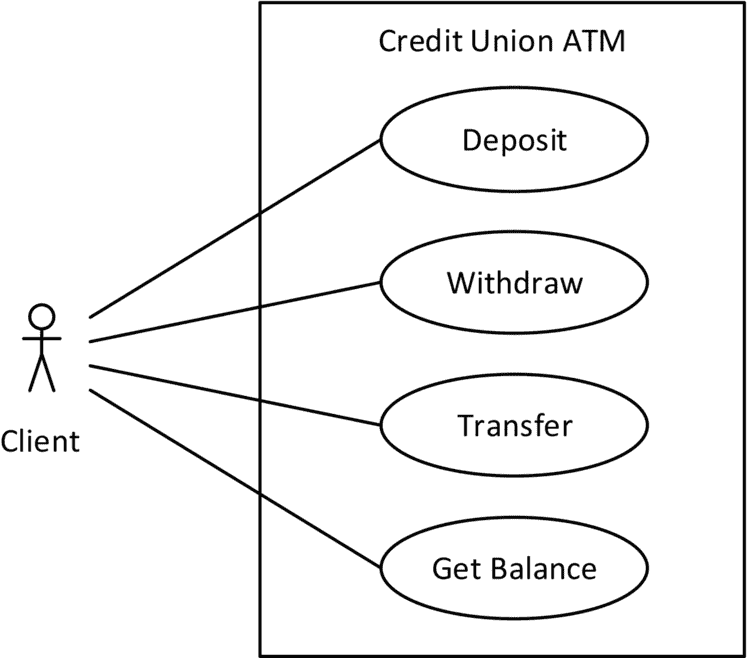 Credit Union ATM
Deposit
Withdraw
Client
Transfer
Get Balance